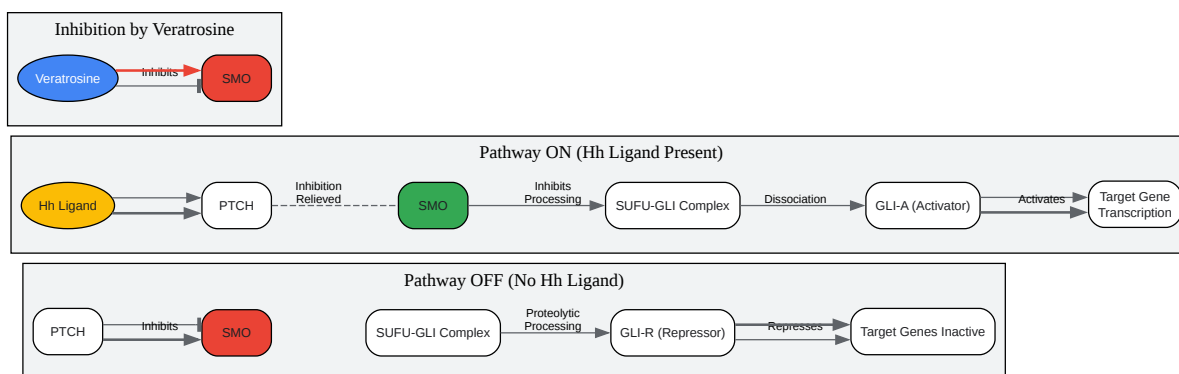 Inhibition by Veratrosine
Veratrosine
Inhibits
SMO
Pathway ON (Hh Ligand Present)
Hh Ligand
PTCH
Inhibition
Relieved
SMO
Inhibits
Processing
SUFU-GLI Complex
Dissociation
GLI-A (Activator)
Activates
Target Gene
Transcription
Pathway OFF (No Hh Ligand)
PTCH
Inhibits
SMO
SUFU-GLI Complex
Proteolytic
Processing
GLI-R (Repressor)
Represses
Target Genes Inactive